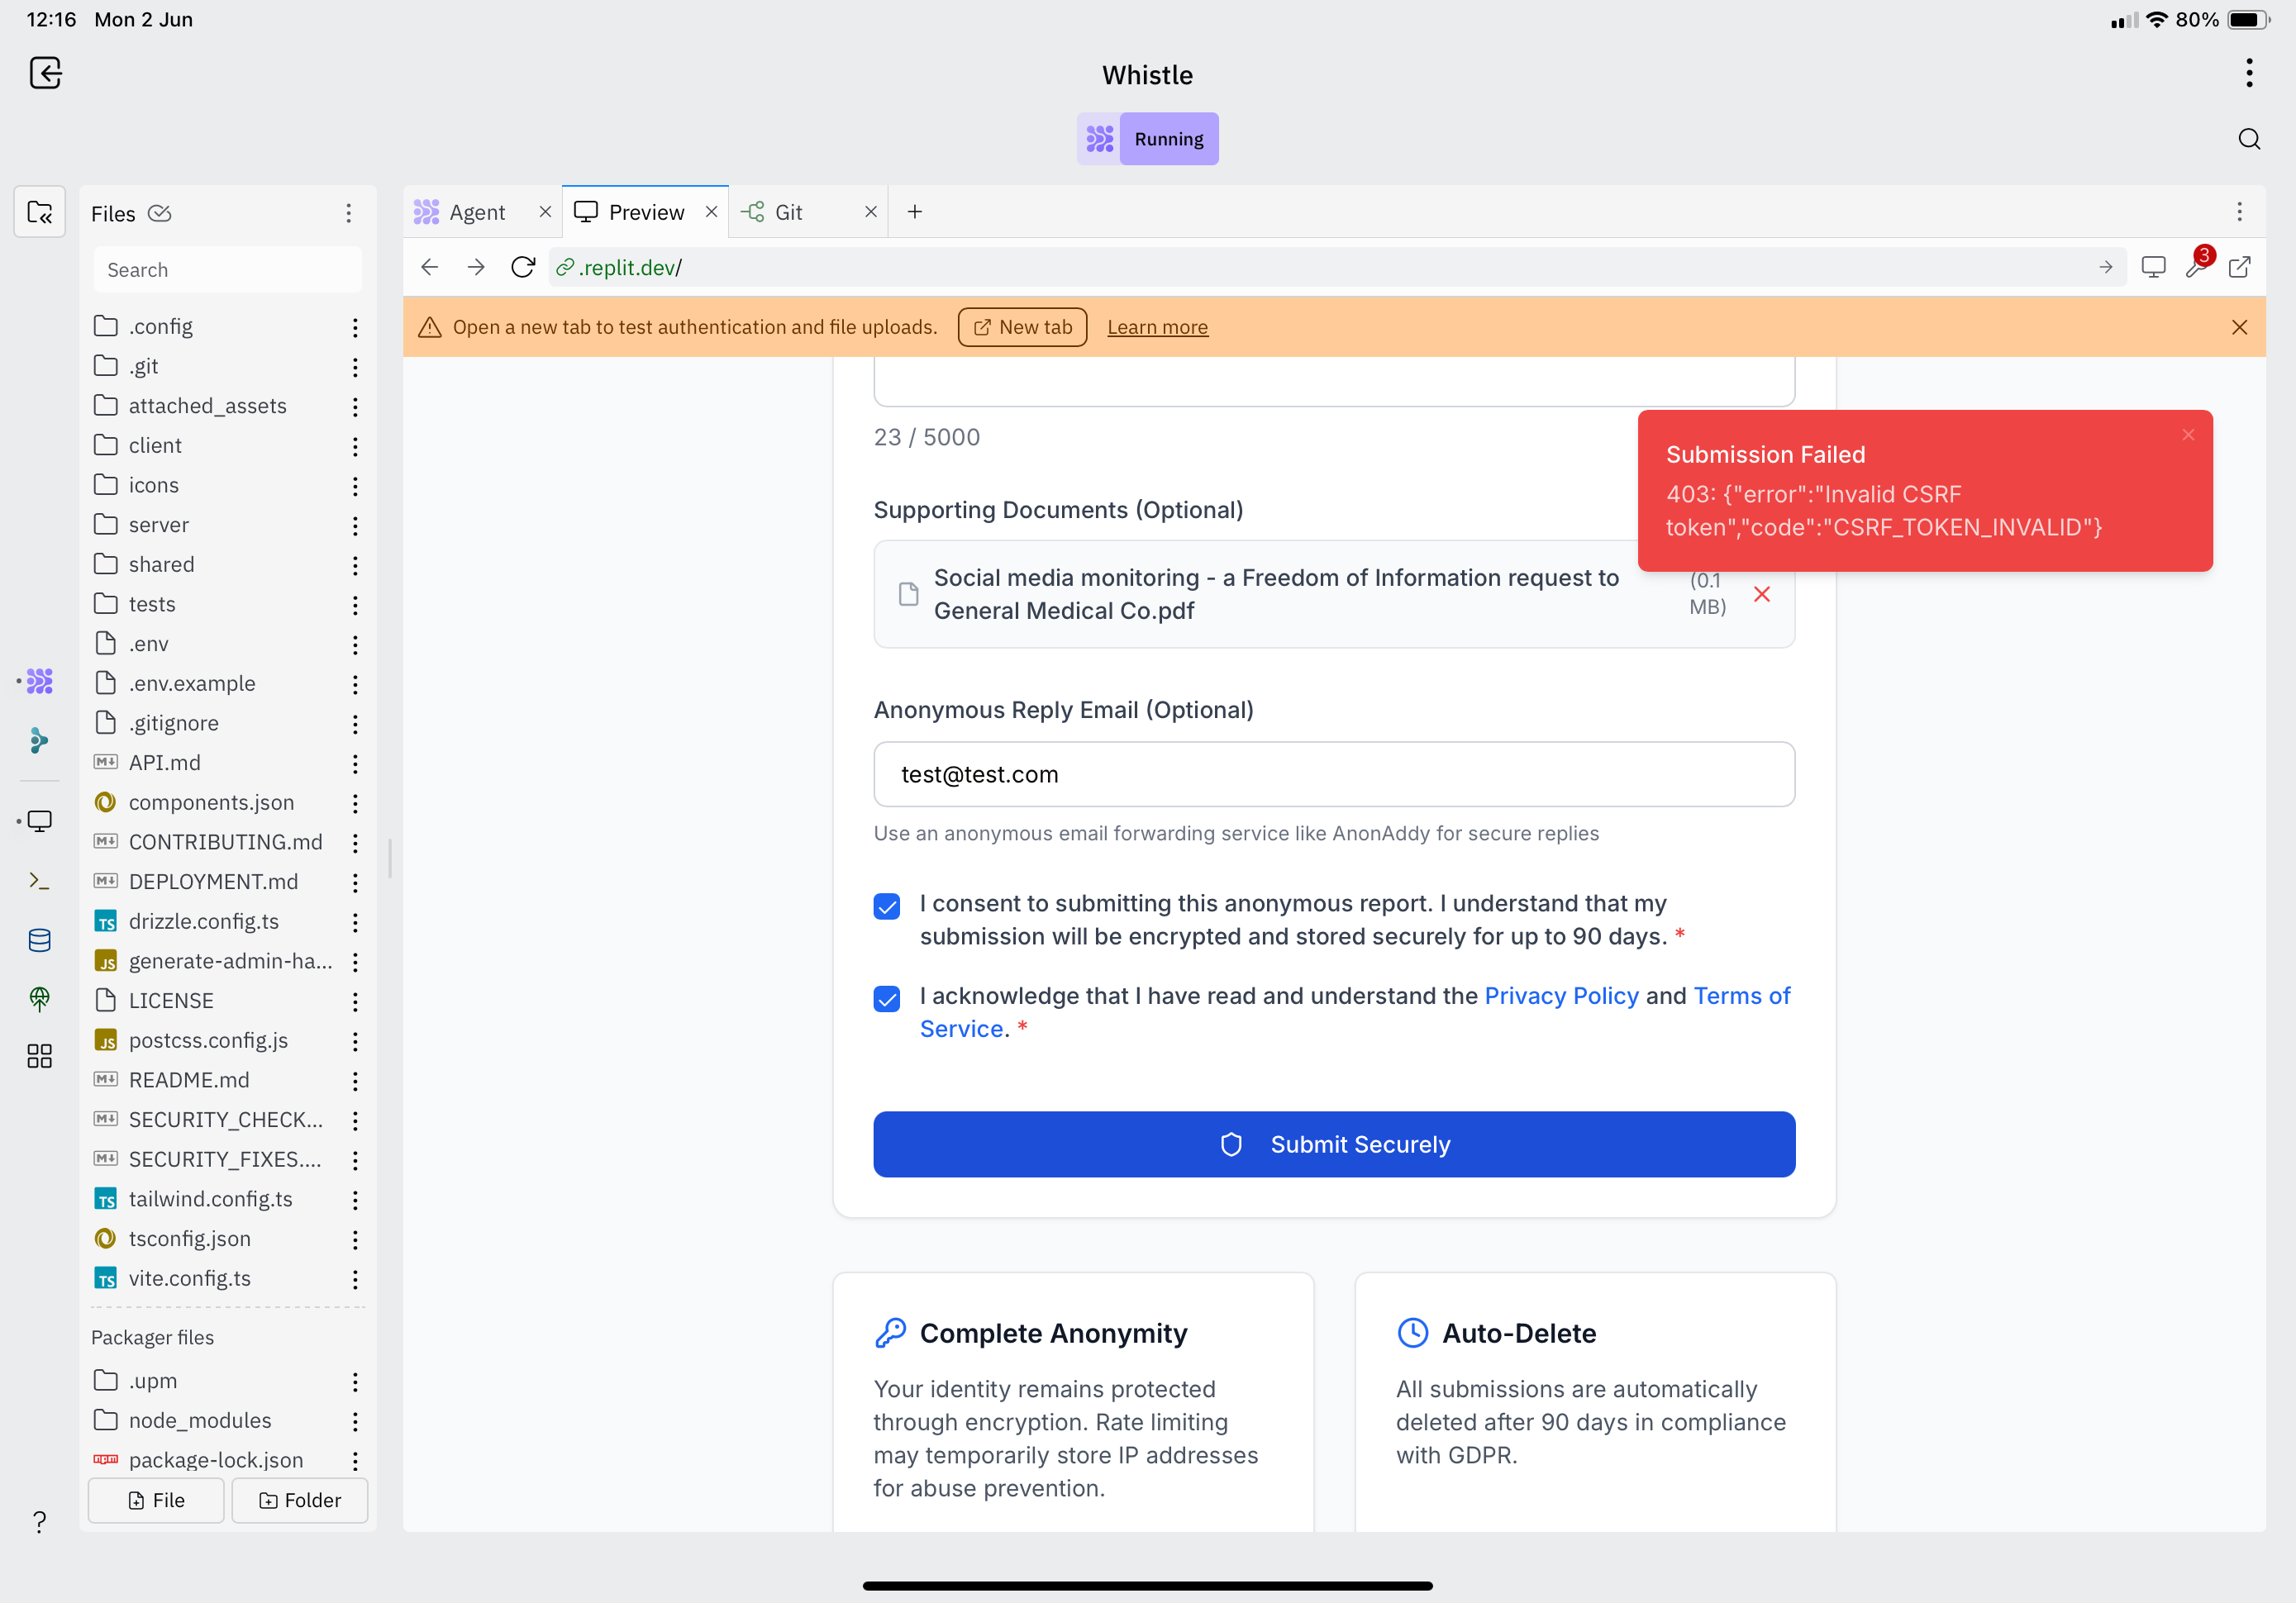 12:16 Mon 2 Jun
80%
Whistle
Running
Files
Search
.config
.git
attached_assets
client
icons
server
shared
tests
.env
.env.example
.gitignore
API.md
components.json
CONTRIBUTING.md
DEPLOYMENT.md
drizzle.config.ts
generate-admin-ha...
LICENSE
postcss.config.js
README.md
SECURITY_CHECK...
SECURITY_FIXES....
tailwind.config.ts
tsconfig.json
vite.config.ts
Packager files
.upm
node_modules
package-lock.json
File
Folder
?
Agent
Preview
Git
.replit.dev/
3
Open a new tab to test authentication and file uploads.
New tab
Learn more
23 / 5000
Submission Failed
403: {"error":"Invalid CSRF
token","code":"CSRF_TOKEN_INVALID"}
Supporting Documents (Optional)
Social media monitoring - a Freedom of Information request to
General Medical Co.pdf
(0.1
MB)
Anonymous Reply Email (Optional)
test@test.com
Use an anonymous email forwarding service like AnonAddy for secure replies
I consent to submitting this anonymous report. I understand that my
submission will be encrypted and stored securely for up to 90 days. *
I acknowledge that I have read and understand the Privacy Policy and Terms of
Service. *
Submit Securely
Complete Anonymity
Your identity remains protected
through encryption. Rate limiting
may temporarily store IP addresses
for abuse prevention.
Auto-Delete
All submissions are automatically
deleted after 90 days in compliance
with GDPR.